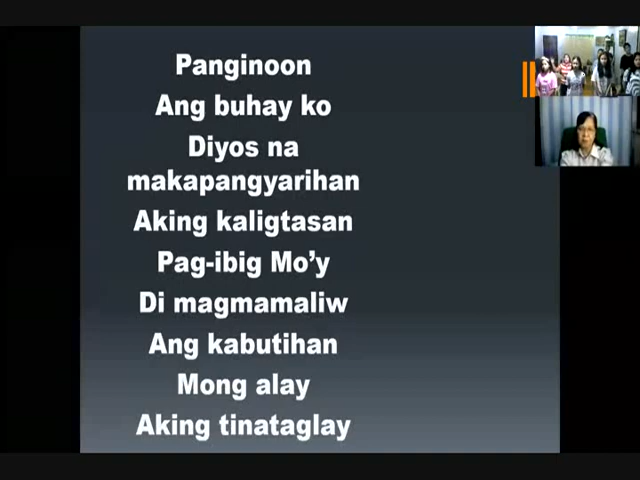 Panginoon
Ang buhay ko
Diyos na
makapangyarihan
Aking kaligtasan
Pag-ibig Mo’y
Di magmamaliw
Ang kabutihan
Mong alay
Aking tinataglay